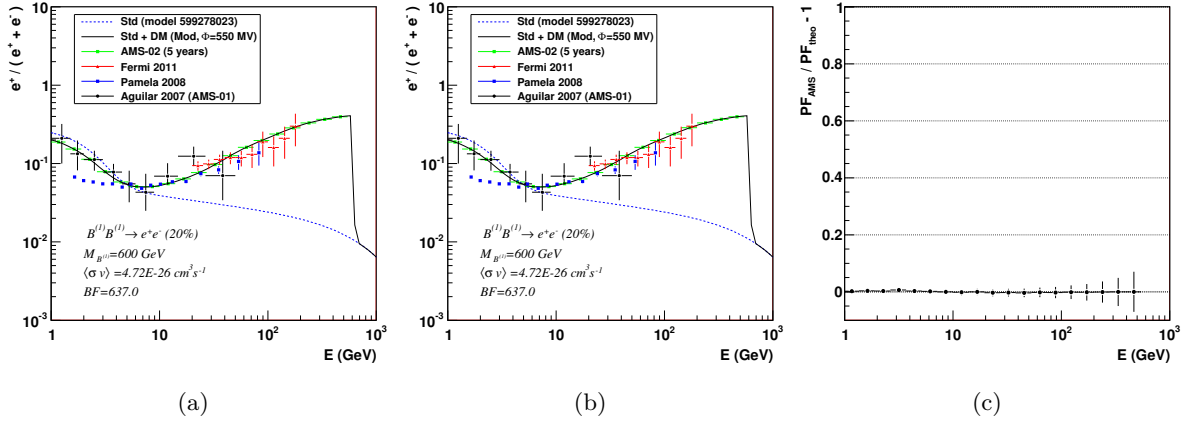 e⁺ / ( e⁺ + e⁻ )
10
1
10⁻¹
10⁻²
10⁻³
Std (model 599278023)
Std + DM (Mod, Φ=550 MV)
AMS-02 (5 years)
Fermi 2011
Pamela 2008
Aguilar 2007 (AMS-01)
B⁽¹⁾B⁽¹⁾→ e⁺e⁻ (20%)
M_B⁽¹⁾=600 GeV
⟨σ v⟩ =4.72E-26 cm³s⁻¹
BF=637.0
1 10 10² 10³
E (GeV)
(a)
e⁺ / ( e⁺ + e⁻ )
10
1
10⁻¹
10⁻²
10⁻³
Std (model 599278023)
Std + DM (Mod, Φ=550 MV)
AMS-02 (5 years)
Fermi 2011
Pamela 2008
Aguilar 2007 (AMS-01)
B⁽¹⁾B⁽¹⁾→ e⁺e⁻ (20%)
M_B⁽¹⁾=600 GeV
⟨σ v⟩ =4.72E-26 cm³s⁻¹
BF=637.0
1 10 10² 10³
E (GeV)
(b)
PF_AMS / PF_theo - 1
1
0.8
0.6
0.4
0.2
0
1 10 10² 10³
E (GeV)
(c)